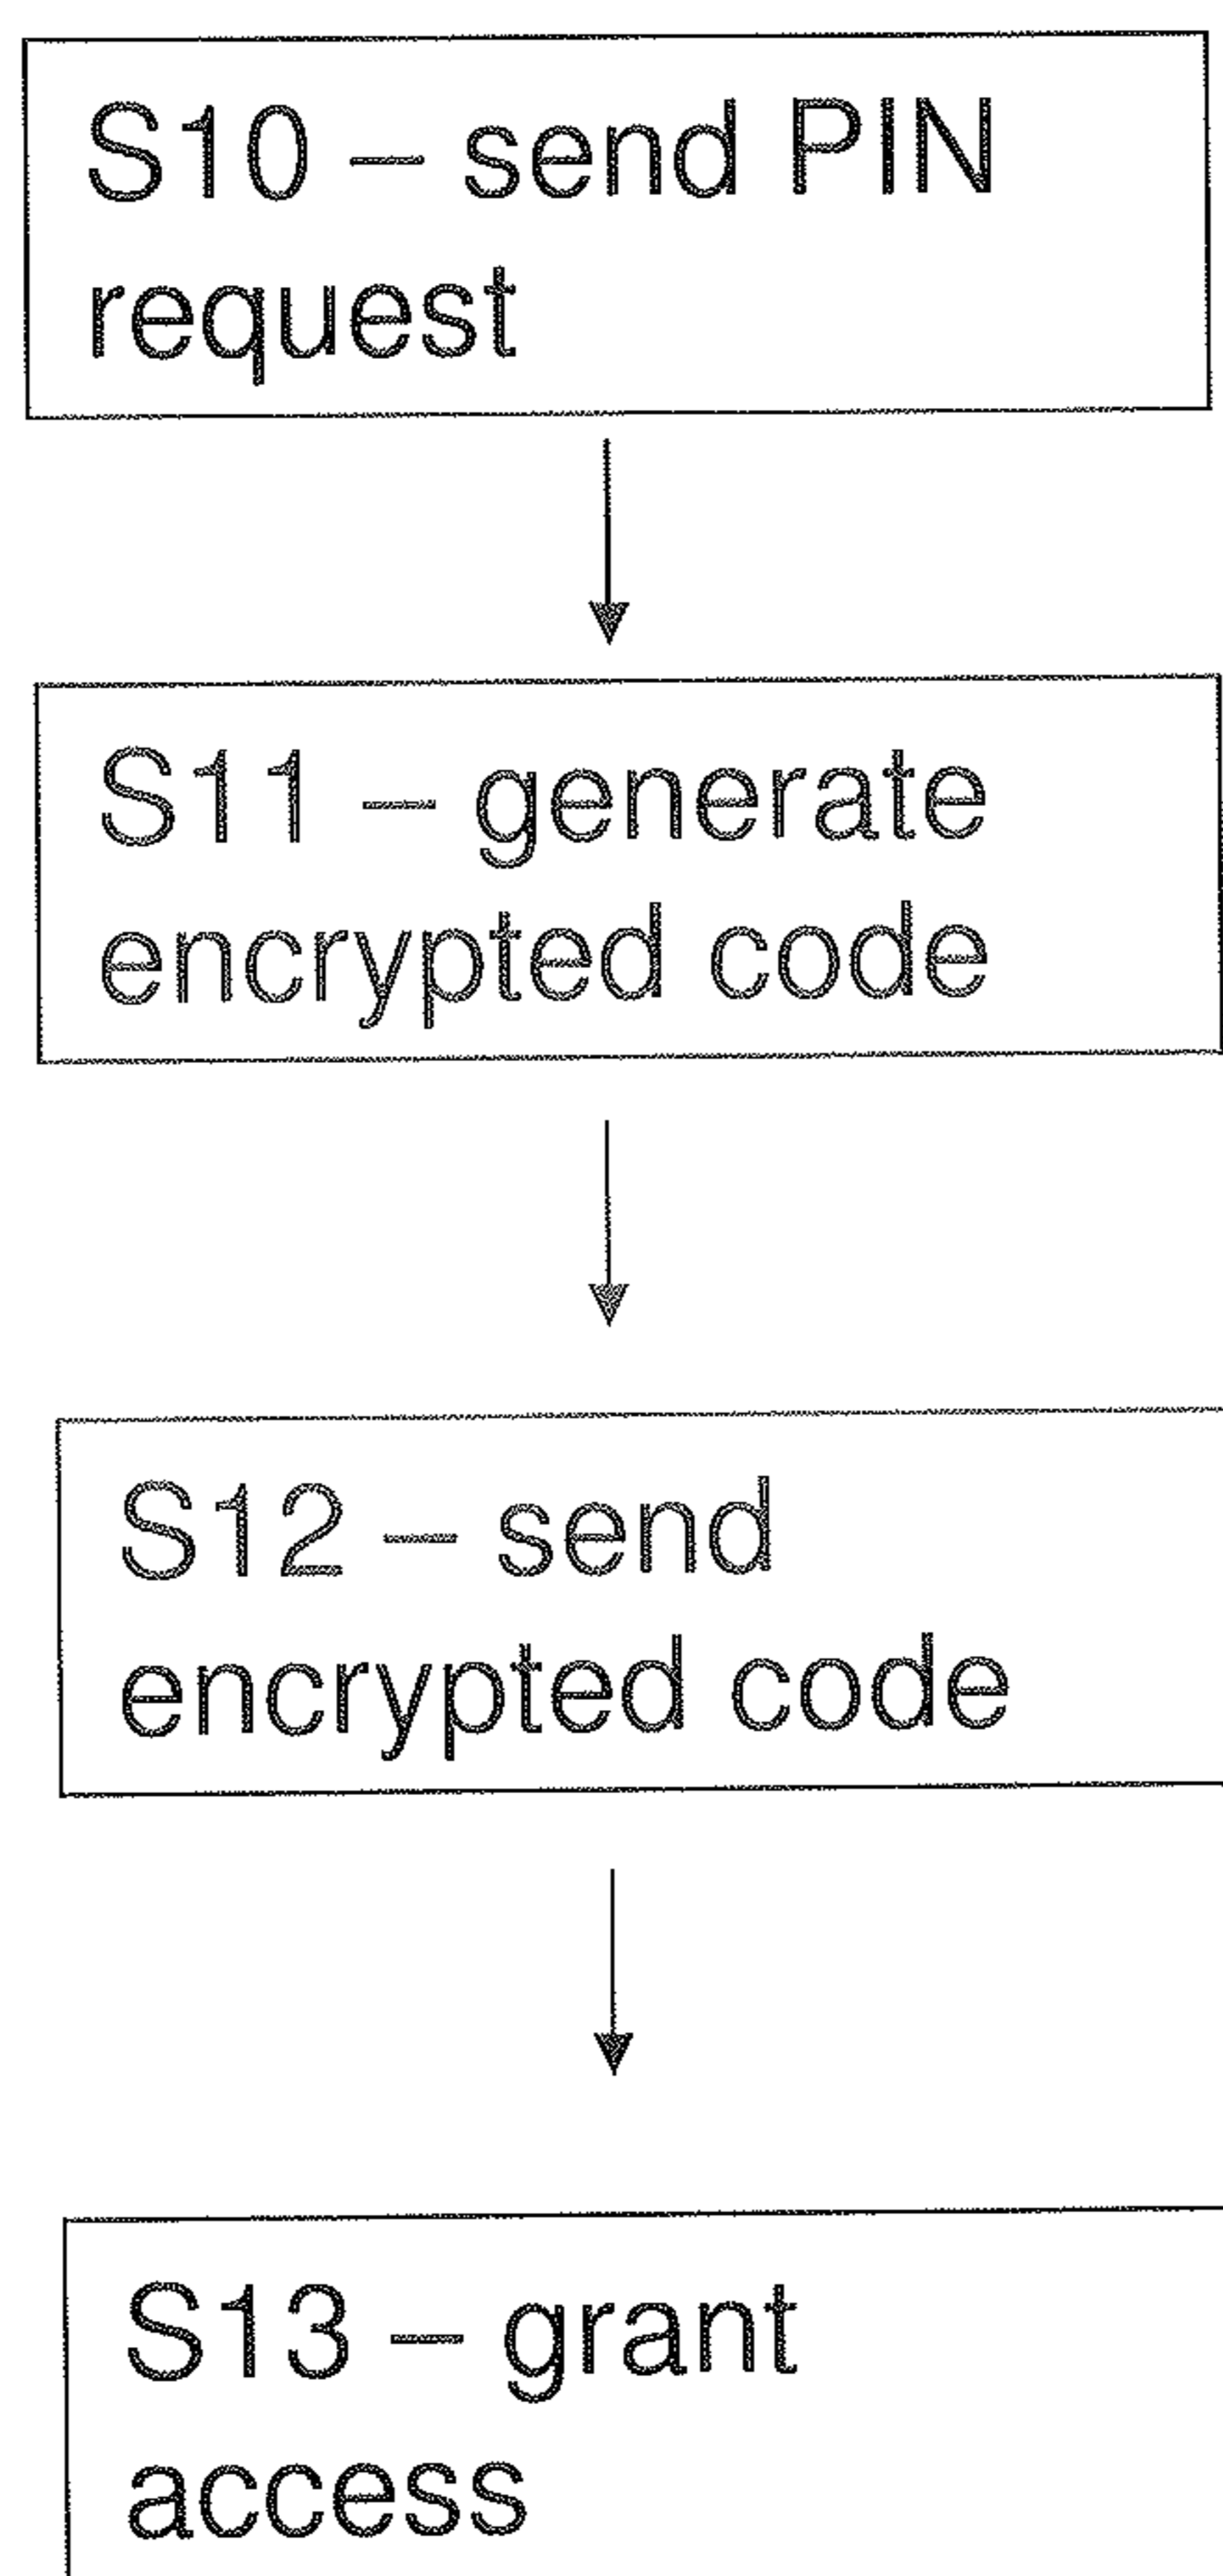 S10 – send PIN
request
S11 – generate
encrypted code
S12 – send
encrypted code
S13 – grant
access